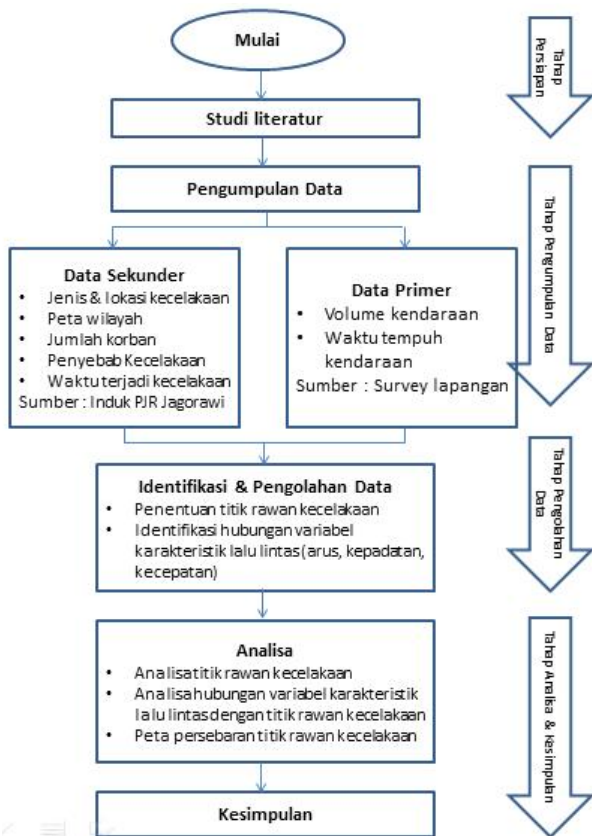 Mulai
Tahap
Persiapan
Studi literatur
Pengumpulan Data
Tahap Pengumpulan Data
Data Sekunder
• Jenis & lokasi kecelakaan
• Peta wilayah
• Jumlah korban
• Penyebab Kecelakaan
• Waktu terjadi kecelakaan
Sumber : Induk PJR Jagorawi
Data Primer
• Volume kendaraan
• Waktu tempuh
kendaraan
Sumber : Survey lapangan
Tahap Pengolahan
Data
Identifikasi & Pengolahan Data
• Penentuan titik rawan kecelakaan
• Identifikasi hubungan variabel
karakteristik lalu lintas (arus, kepadatan,
kecepatan)
Tahap Analisa & Kesimpulan
Analisa
• Analisa titik rawan kecelakaan
• Analisa hubungan variabel karakteristik
lalu lintas dengan titik rawan kecelakaan
• Peta persebaran titik rawan kecelakaan
Kesimpulan